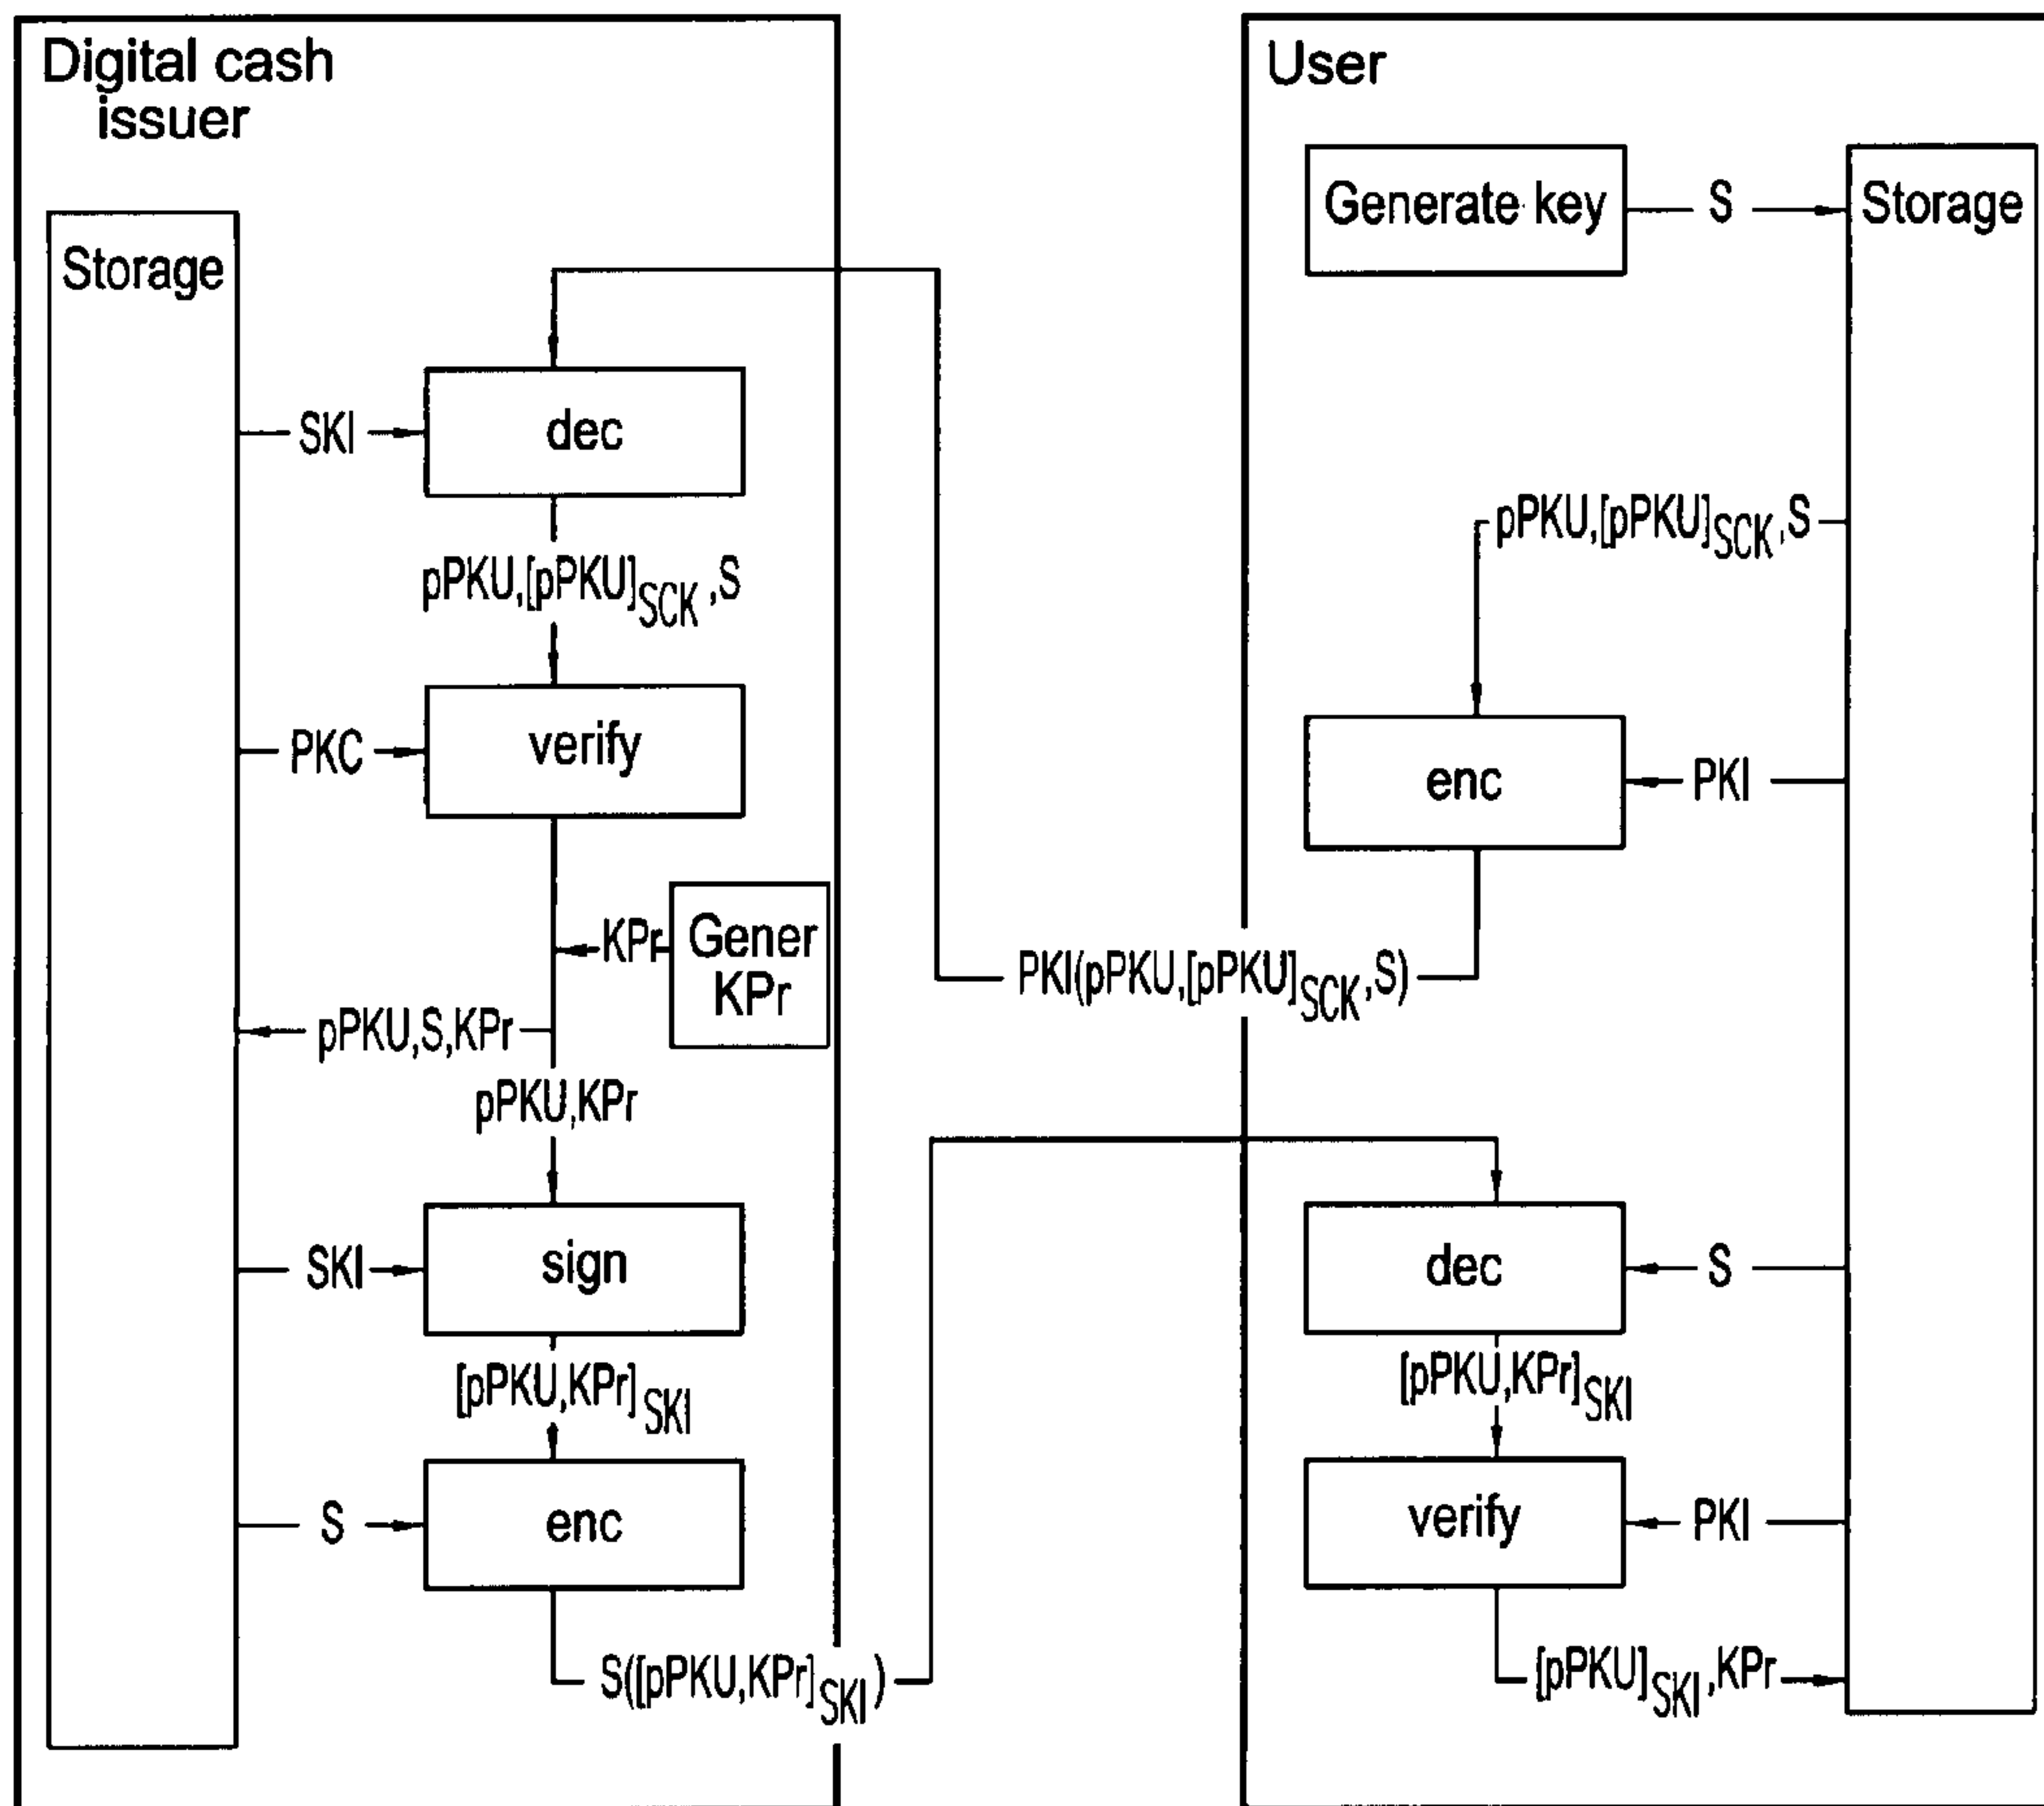 Digital cash
issuer
Storage
SKI
dec
pPKU,[pPKU]SCK,S
PKC
verify
KPr
Gener
KPr
pPKU,S,KPr
pPKU,KPr
SKI
sign
[pPKU,KPr]SKI
S
enc
S([pPKU,KPr]SKI)
PKI(pPKU,[pPKU]SCK,S)
User
Generate key
S
Storage
pPKU,[pPKU]SCK,S
enc
PKI
dec
S
[pPKU,KPr]SKI
verify
PKI
[pPKU]SKI,KPr